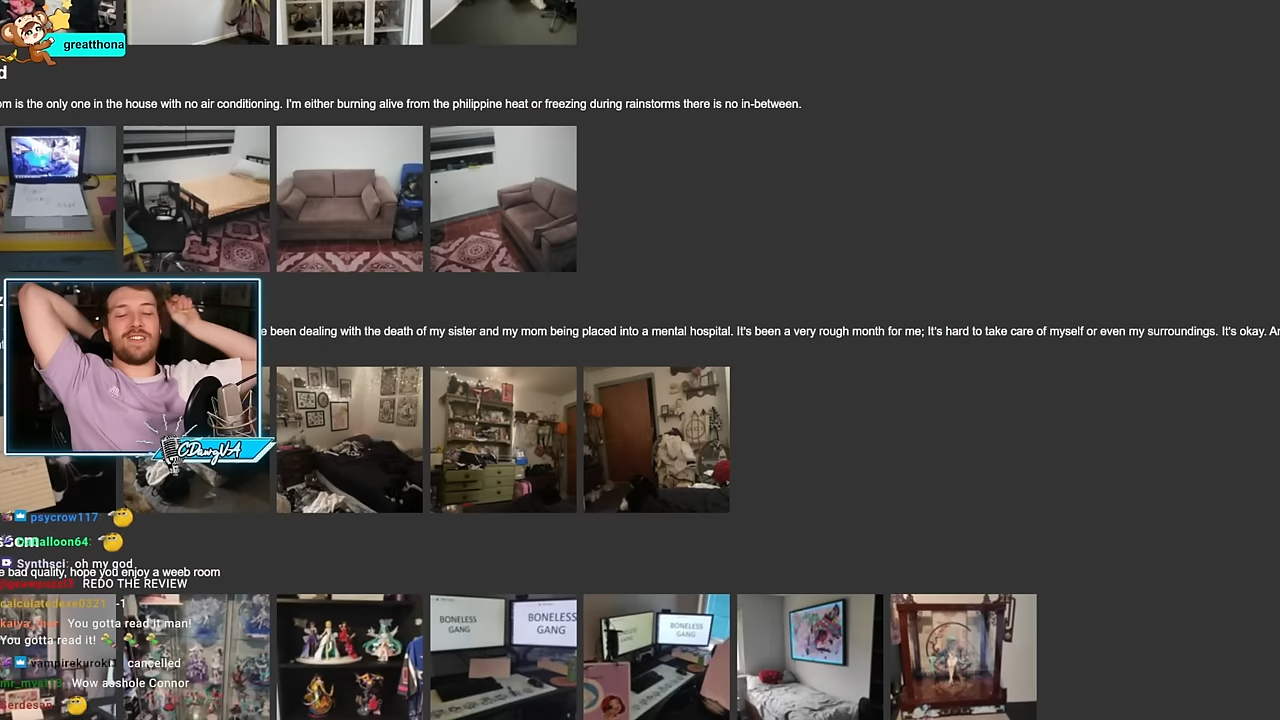 greatthona
d
om is the only one in the house with no air conditioning. I'm either burning alive from the philippine heat or freezing during rainstorms there is no in-between.
e been dealing with the death of my sister and my mom being placed into a mental hospital. It's been a very rough month for me; It's hard to take care of myself or even my surroundings. It's okay. An
CDawgVA
psycrow117
balloon64:
Synthsci: oh my god
e bad quality, hope you enjoy a weeb room
REDO THE REVIEW
-1
You gotta read it man!
You gotta read it!
BONELESS GANG
BONELESS GANG
BONELESS GANG
cancelled
Wow asshole Connor